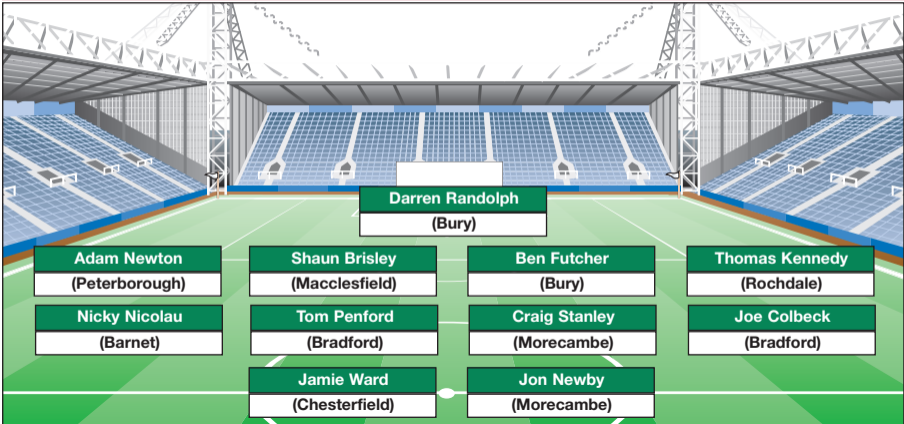 Darren Randolph
(Bury)
Adam Newton
(Peterborough)
Shaun Brisley
(Macclesfield)
Ben Futcher
(Bury)
Thomas Kennedy
(Rochdale)
Nicky Nicolau
(Barnet)
Tom Penford
(Bradford)
Craig Stanley
(Morecambe)
Joe Colbeck
(Bradford)
Jamie Ward
(Chesterfield)
Jon Newby
(Morecambe)